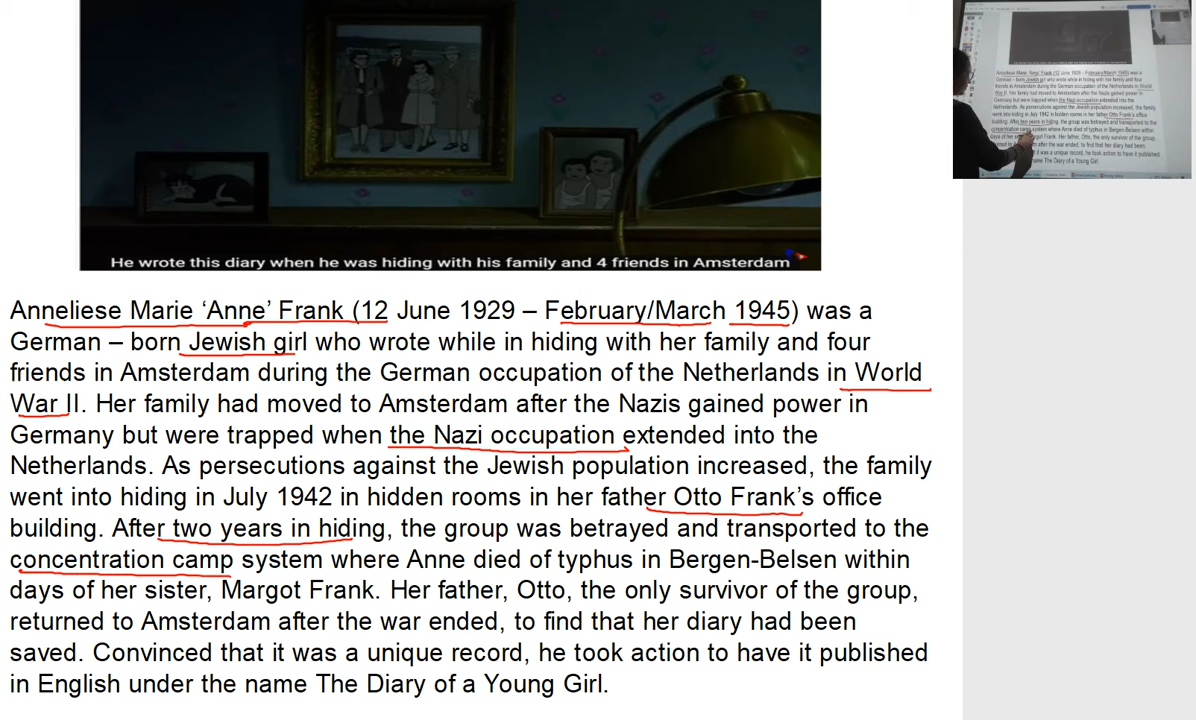 He wrote this diary when he was hiding with his family and 4 friends in Amsterdam
Anneliese Marie ‘Anne’ Frank (12 June 1929 – February/March 1945) was a
German – born Jewish girl who wrote while in hiding with her family and four
friends in Amsterdam during the German occupation of the Netherlands in World
War II. Her family had moved to Amsterdam after the Nazis gained power in
Germany but were trapped when the Nazi occupation extended into the
Netherlands. As persecutions against the Jewish population increased, the family
went into hiding in July 1942 in hidden rooms in her father Otto Frank’s office
building. After two years in hiding, the group was betrayed and transported to the
concentration camp system where Anne died of typhus in Bergen-Belsen within
days of her sister, Margot Frank. Her father, Otto, the only survivor of the group,
returned to Amsterdam after the war ended, to find that her diary had been
saved. Convinced that it was a unique record, he took action to have it published
in English under the name The Diary of a Young Girl.